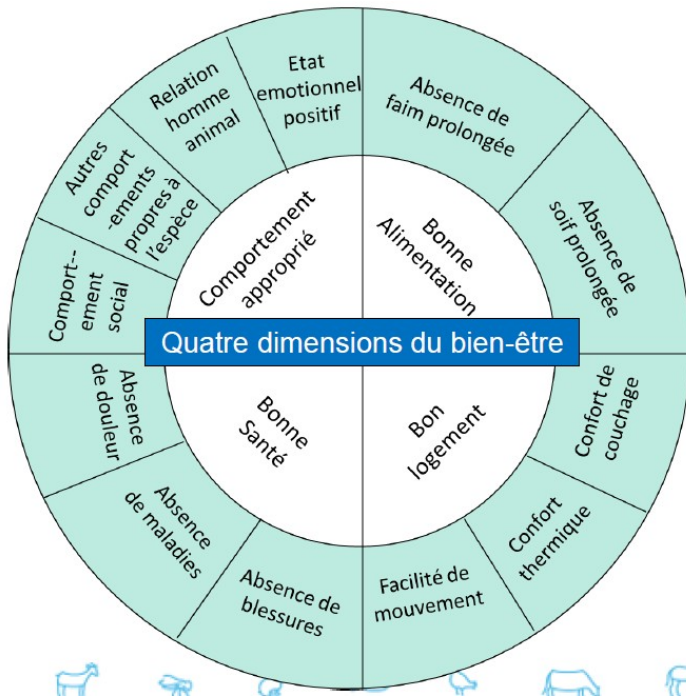 Etat
emotionnel
positif
Absence de
faim prolongée
Absence de
soif prolongée
Confort de
couchage
Confort
thermique
Facilité de
mouvement
Absence de
blessures
Absence
de maladies
Absence
de douleur
Comport--
ement
social
Autres
comport
-ements
propres à
l'espèce
Relation
homme
animal
Comportement
approprié
Bonne
Alimentation
Quatre dimensions du bien-être
Bonne
Santé
Bon
logement